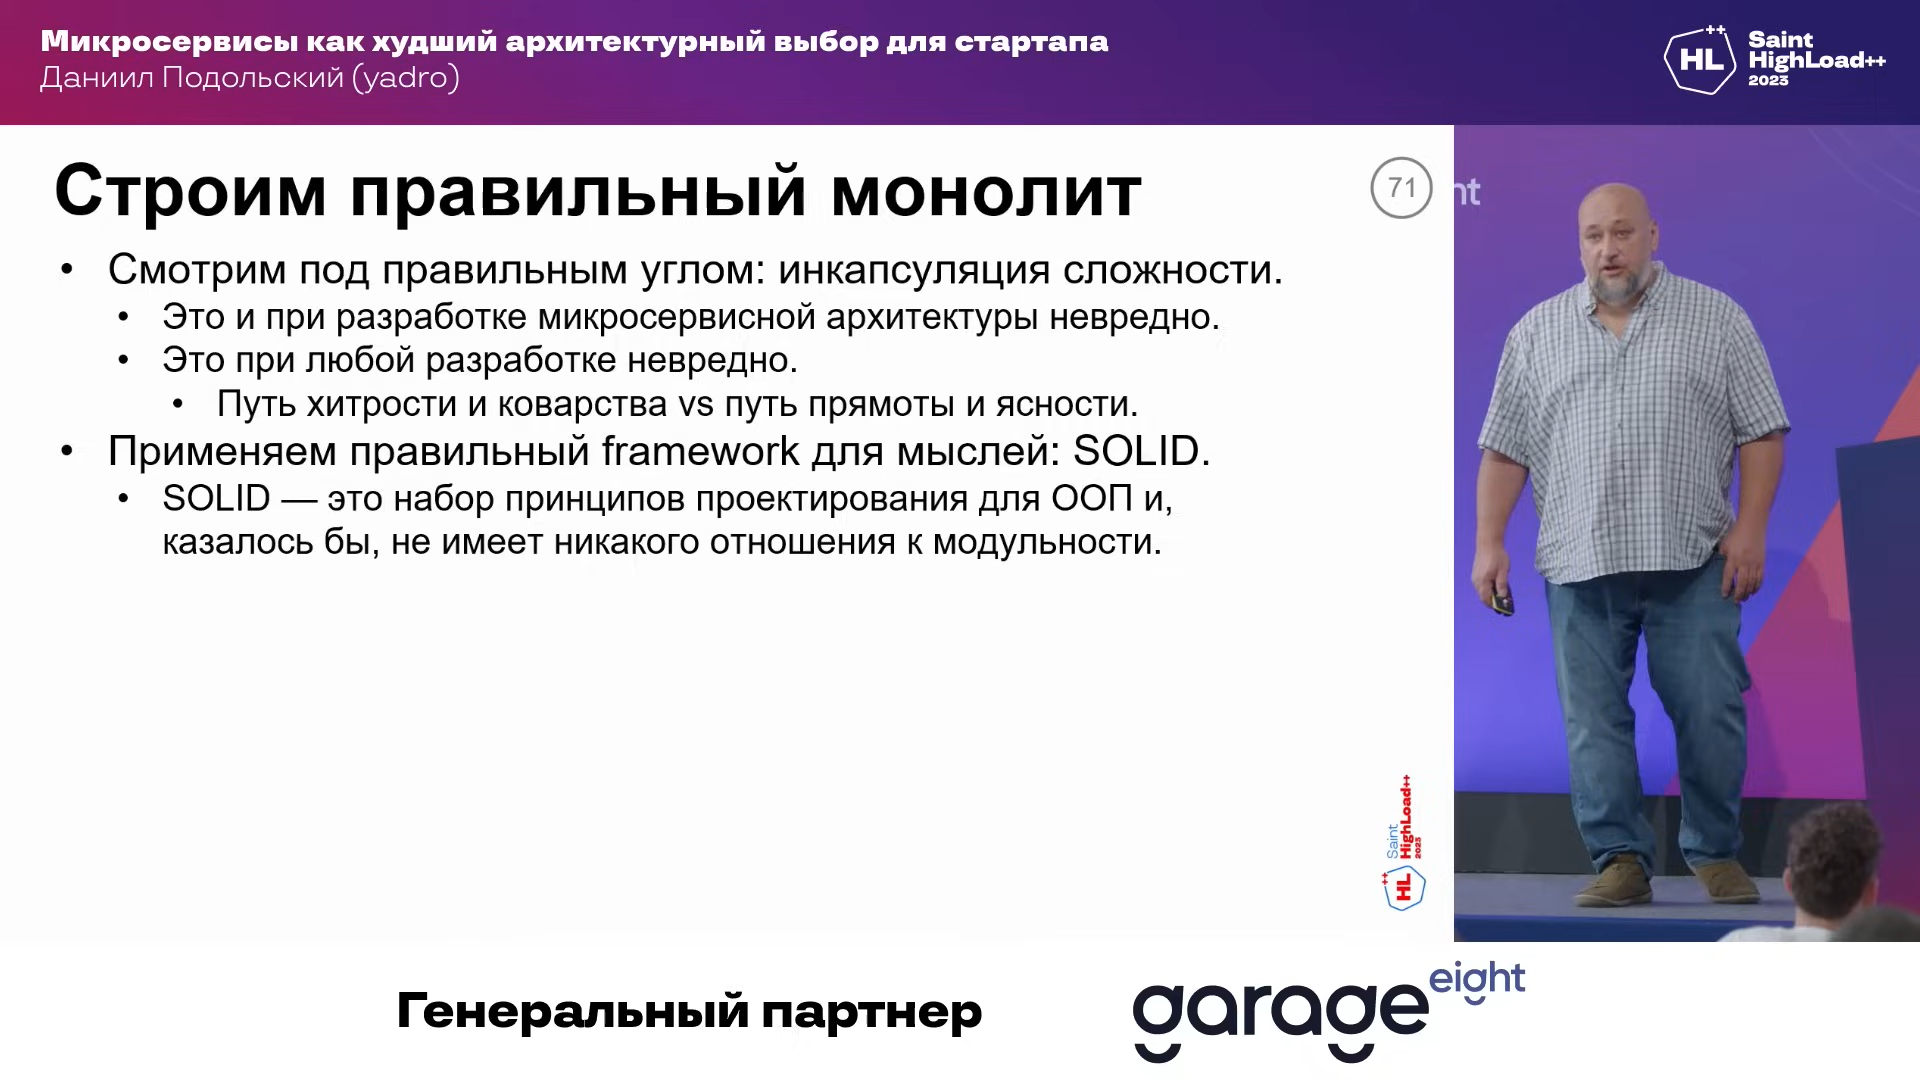 Микросервисы как худший архитектурный выбор для стартапа
Даниил Подольский (yadro)
HL++
Saint
HighLoad++
2023
Строим правильный монолит
71
nt
• Смотрим под правильным углом: инкапсуляция сложности.
• Это и при разработке микросервисной архитектуры невредно.
• Это при любой разработке невредно.
• Путь хитрости и коварства vs путь прямоты и ясности.
• Применяем правильный framework для мыслей: SOLID.
• SOLID — это набор принципов проектирования для ООП и,
казалось бы, не имеет никакого отношения к модульности.
HL++
Saint
HighLoad++
2023
Генеральный партнер
garage eight